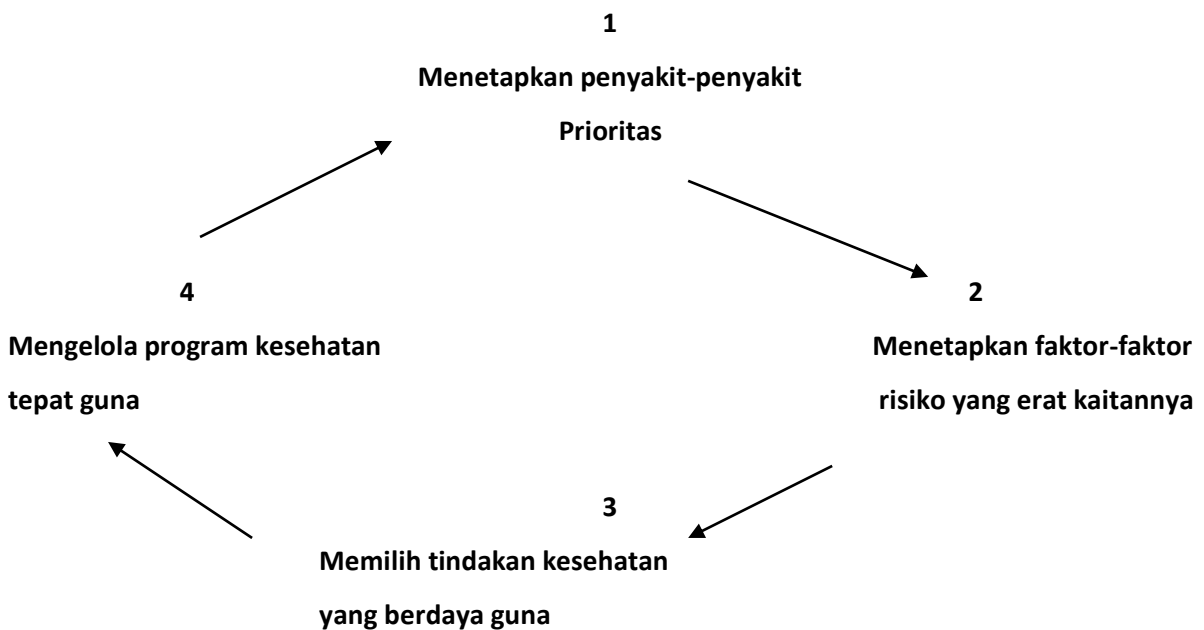 1
Menetapkan penyakit-penyakit
Prioritas
2
Menetapkan faktor-faktor
risiko yang erat kaitannya
3
Memilih tindakan kesehatan
yang berdaya guna
4
Mengelola program kesehatan
tepat guna